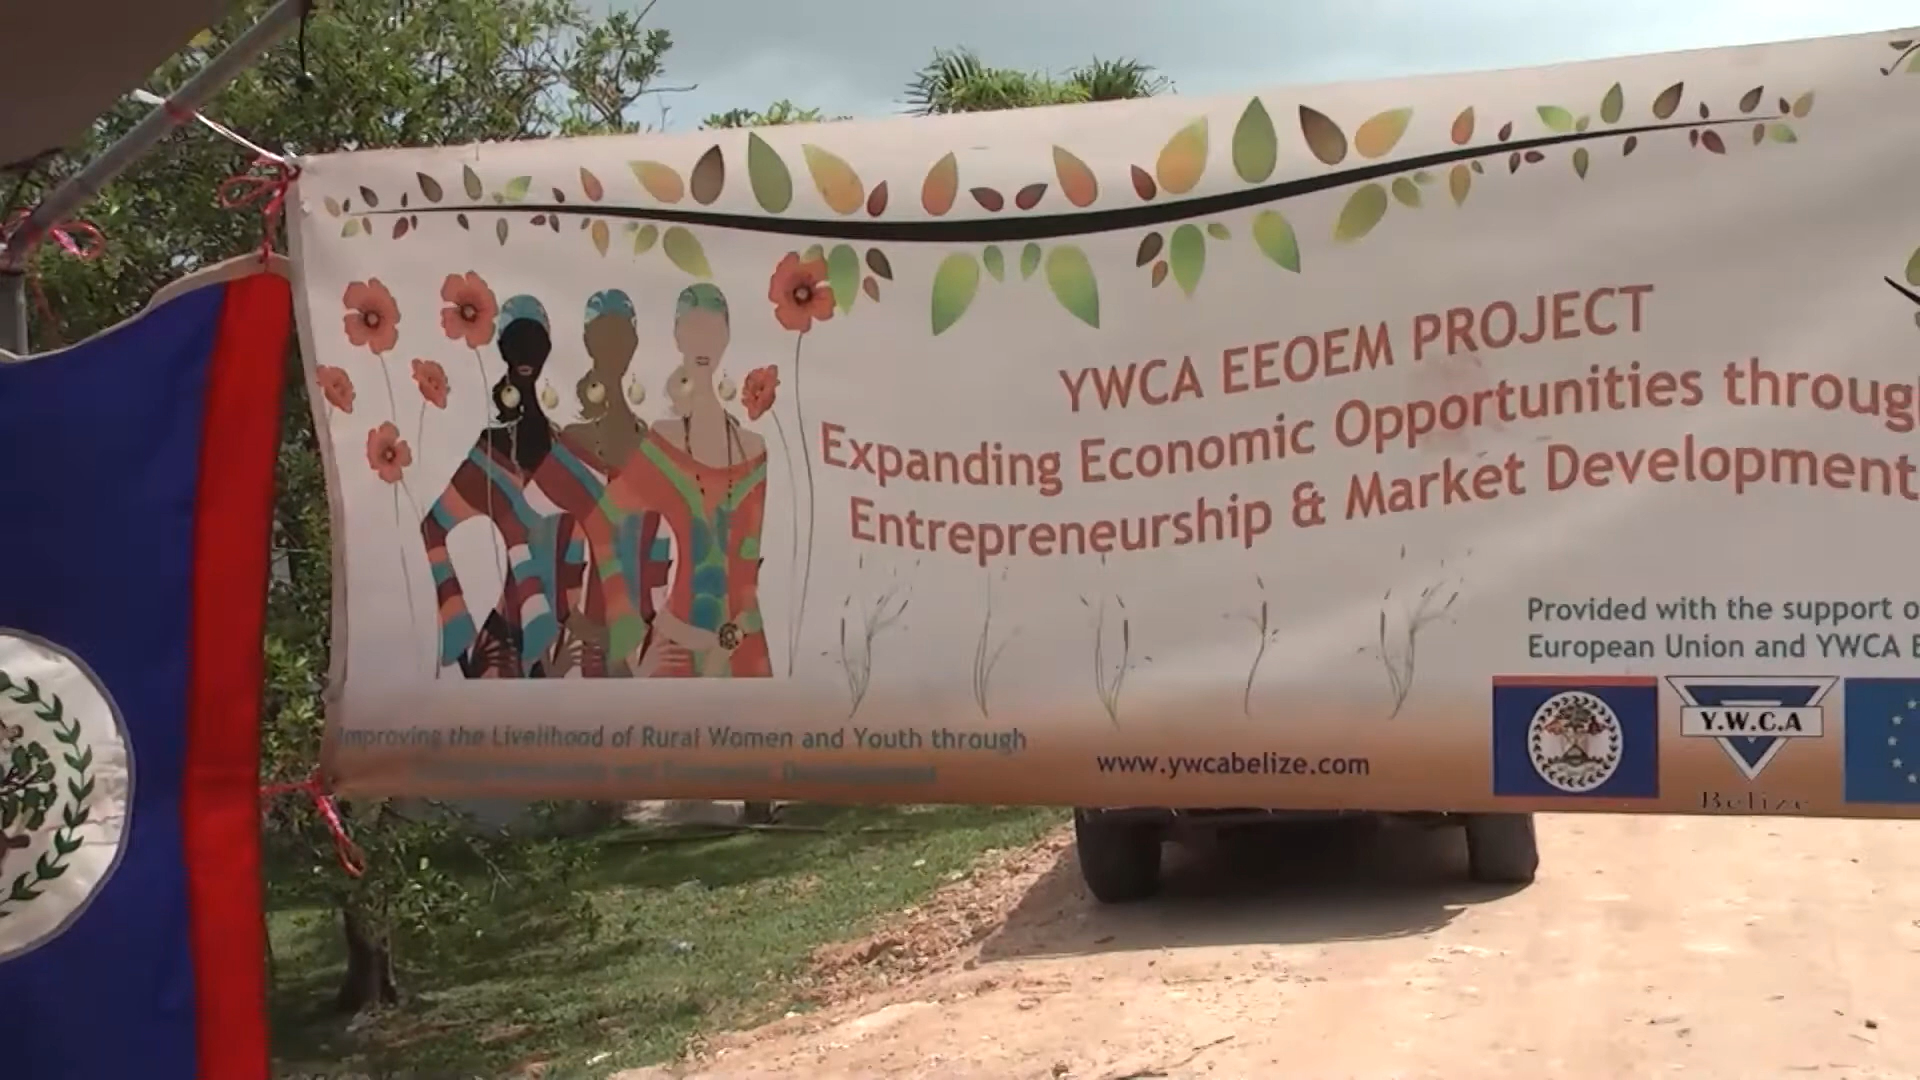 YWCA EEOEM PROJECT
Expanding Economic Opportunities throug
Entrepreneurship & Market Development
Provided with the support o
European Union and YWCA
Y.W.C.A
Belize
Improving the Livelihood of Rural Women and Youth through
www.ywcabelize.com